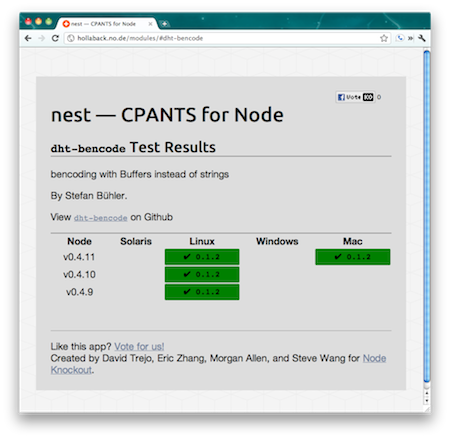 nest — CPANTS for Node
hollaback.no.de/modules/#dht-bencode
Vote KO 0
nest — CPANTS for Node
dht-bencode Test Results
bencoding with Buffers instead of strings
By Stefan Bühler.
View dht-bencode on Github
Node Solaris Linux Windows Mac
v0.4.11 ✔ 0.1.2 ✔ 0.1.2
v0.4.10 ✔ 0.1.2
v0.4.9 ✔ 0.1.2
Like this app? Vote for us!
Created by David Trejo, Eric Zhang, Morgan Allen, and Steve Wang for Node
Knockout.